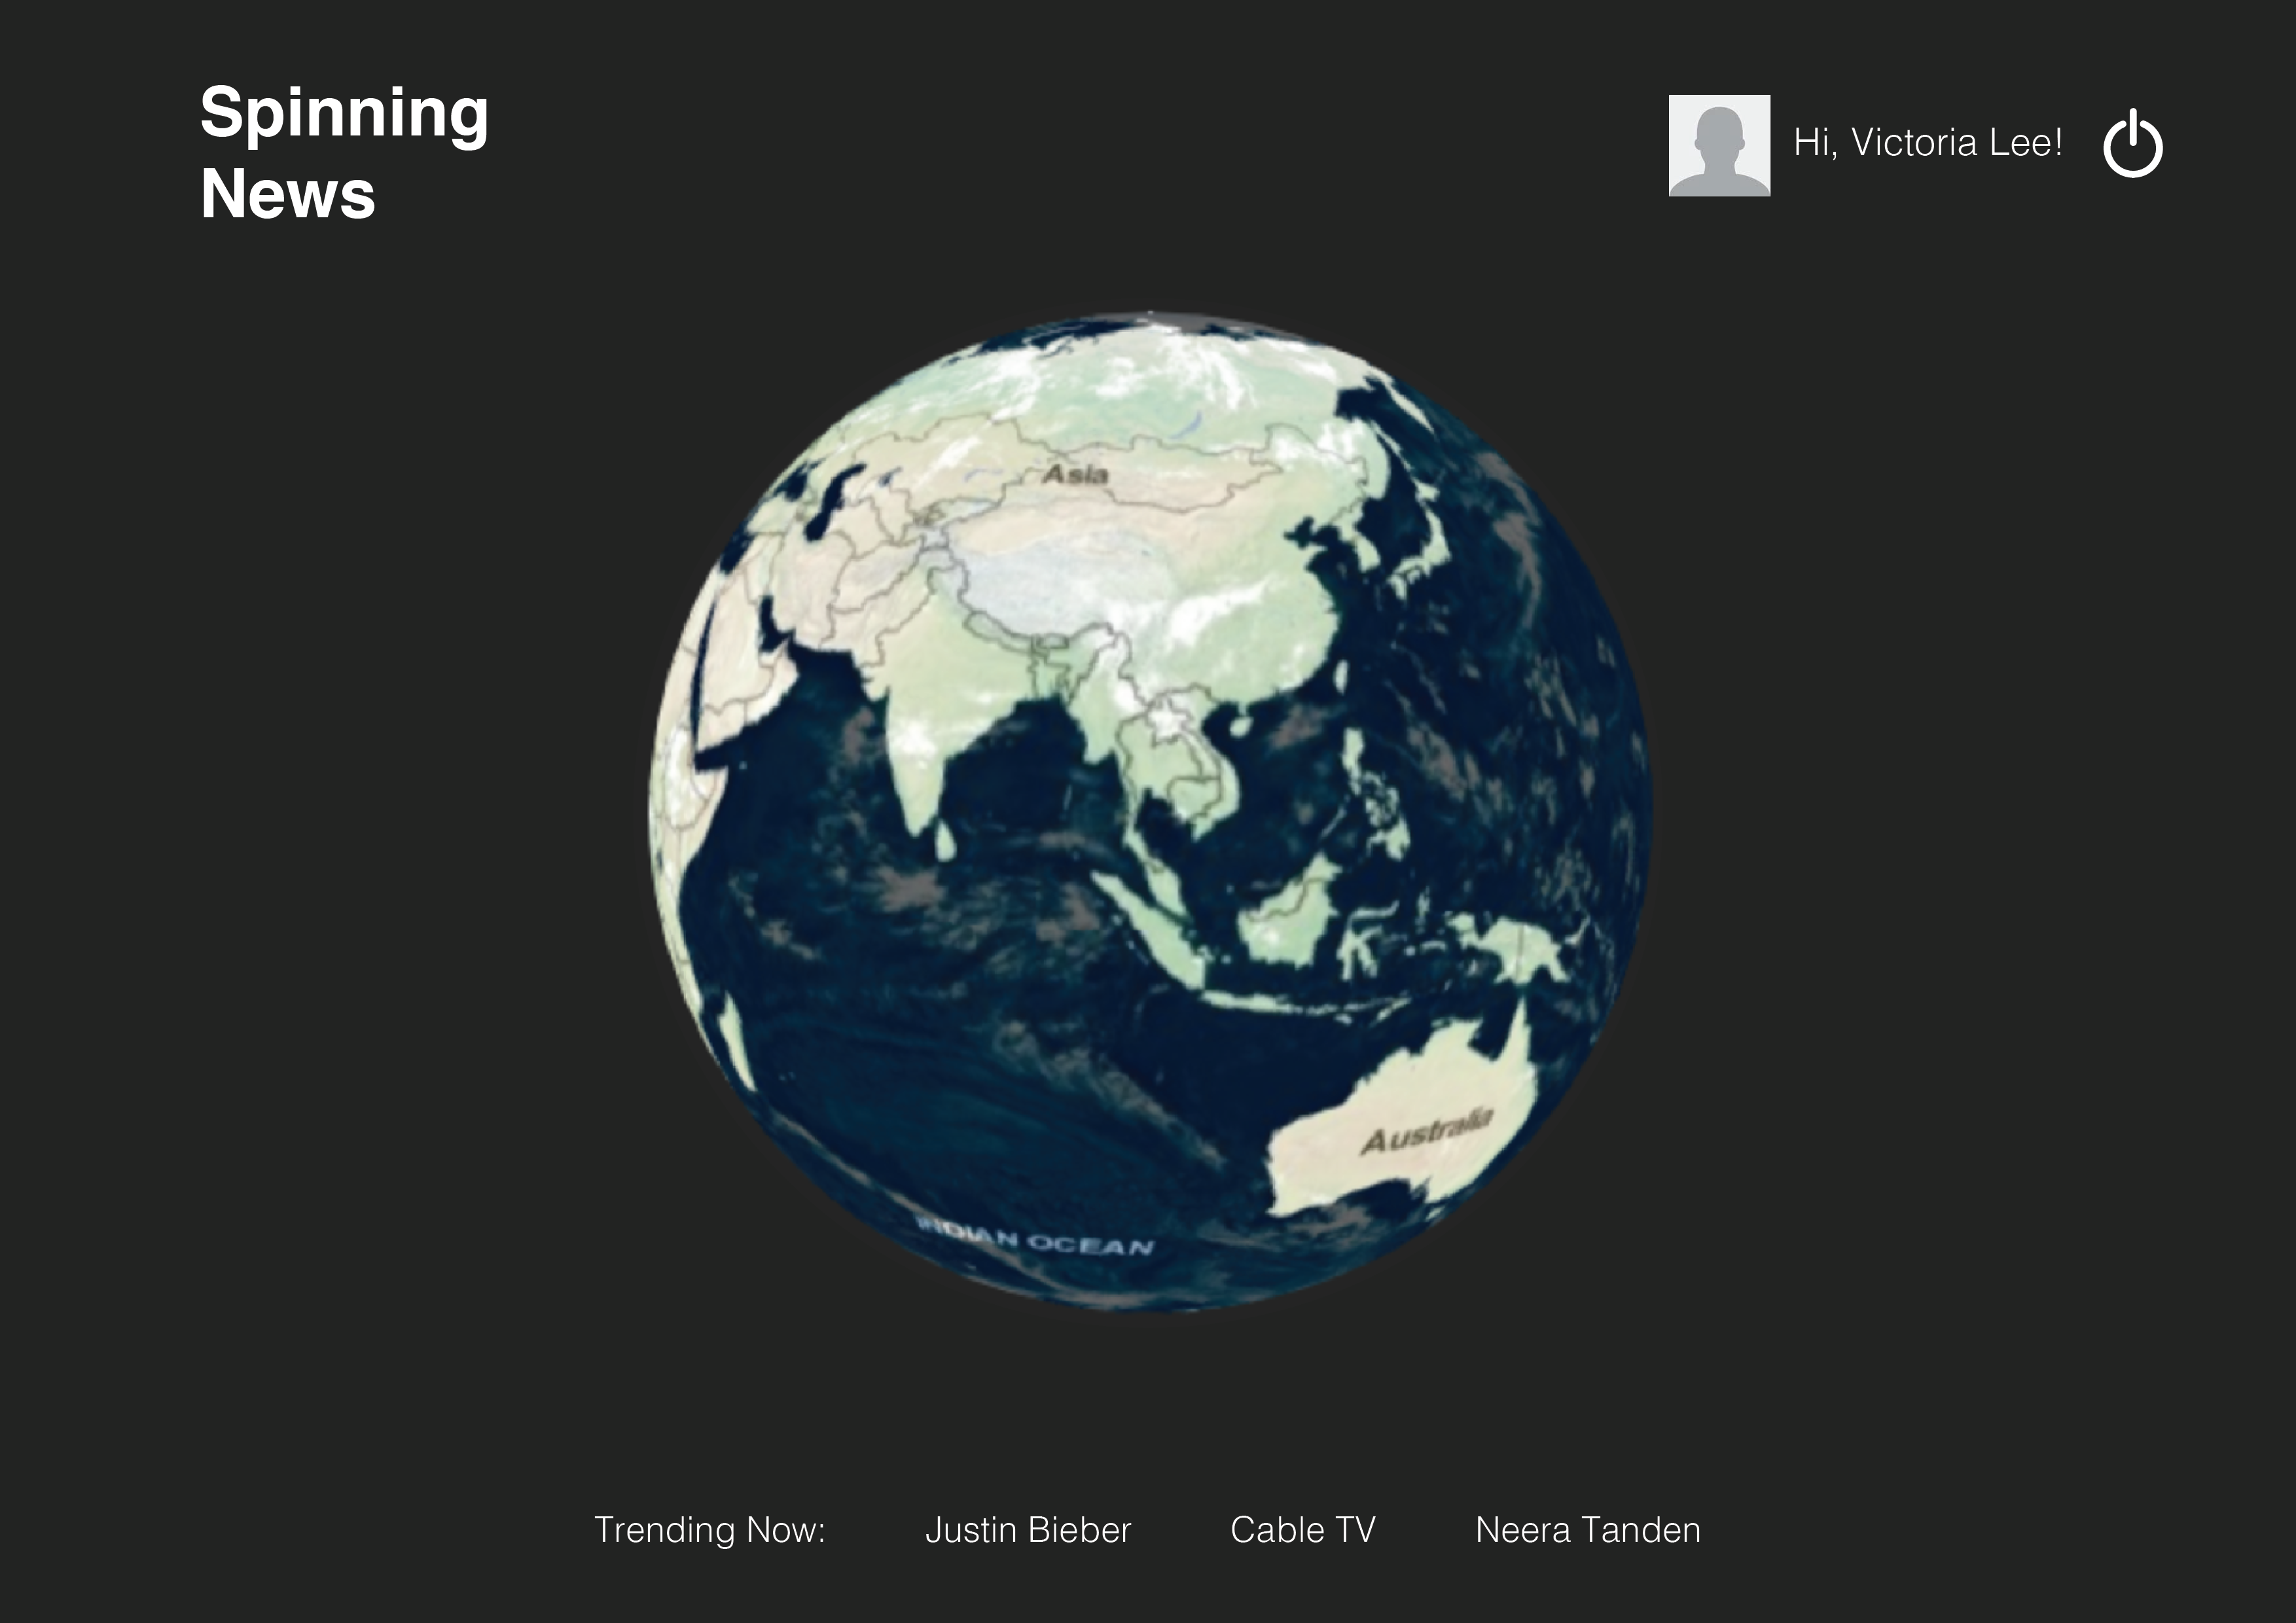 Spinning
News
Hi, Victoria Lee!
Asia
Australia
INDIAN OCEAN
Trending Now: Justin Bieber Cable TV Neera Tanden